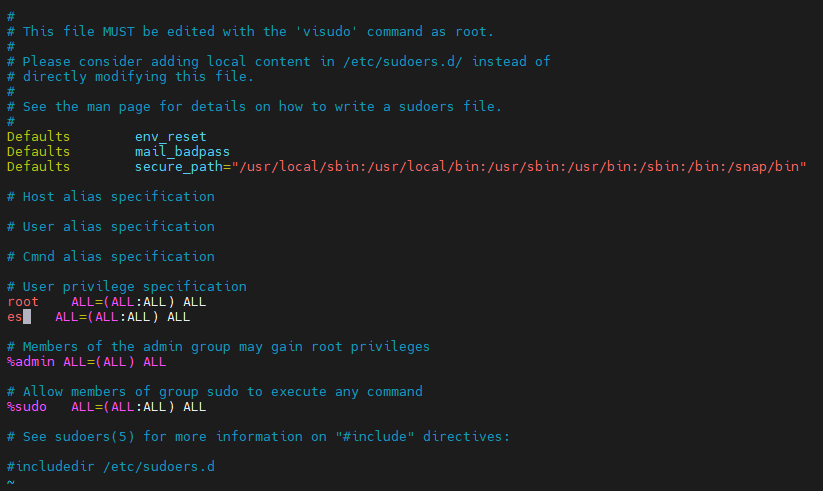 #
# This file MUST be edited with the 'visudo' command as root.
#
# Please consider adding local content in /etc/sudoers.d/ instead of
# directly modifying this file.
#
# See the man page for details on how to write a sudoers file.
#
Defaults        env_reset
Defaults        mail_badpass
Defaults        secure_path="/usr/local/sbin:/usr/local/bin:/usr/sbin:/usr/bin:/sbin:/bin:/snap/bin"
# Host alias specification
# User alias specification
# Cmnd alias specification
# User privilege specification
root    ALL=(ALL:ALL) ALL
es    ALL=(ALL:ALL) ALL
# Members of the admin group may gain root privileges
%admin ALL=(ALL) ALL
# Allow members of group sudo to execute any command
%sudo   ALL=(ALL:ALL) ALL
# See sudoers(5) for more information on "#include" directives:
#includedir /etc/sudoers.d
~